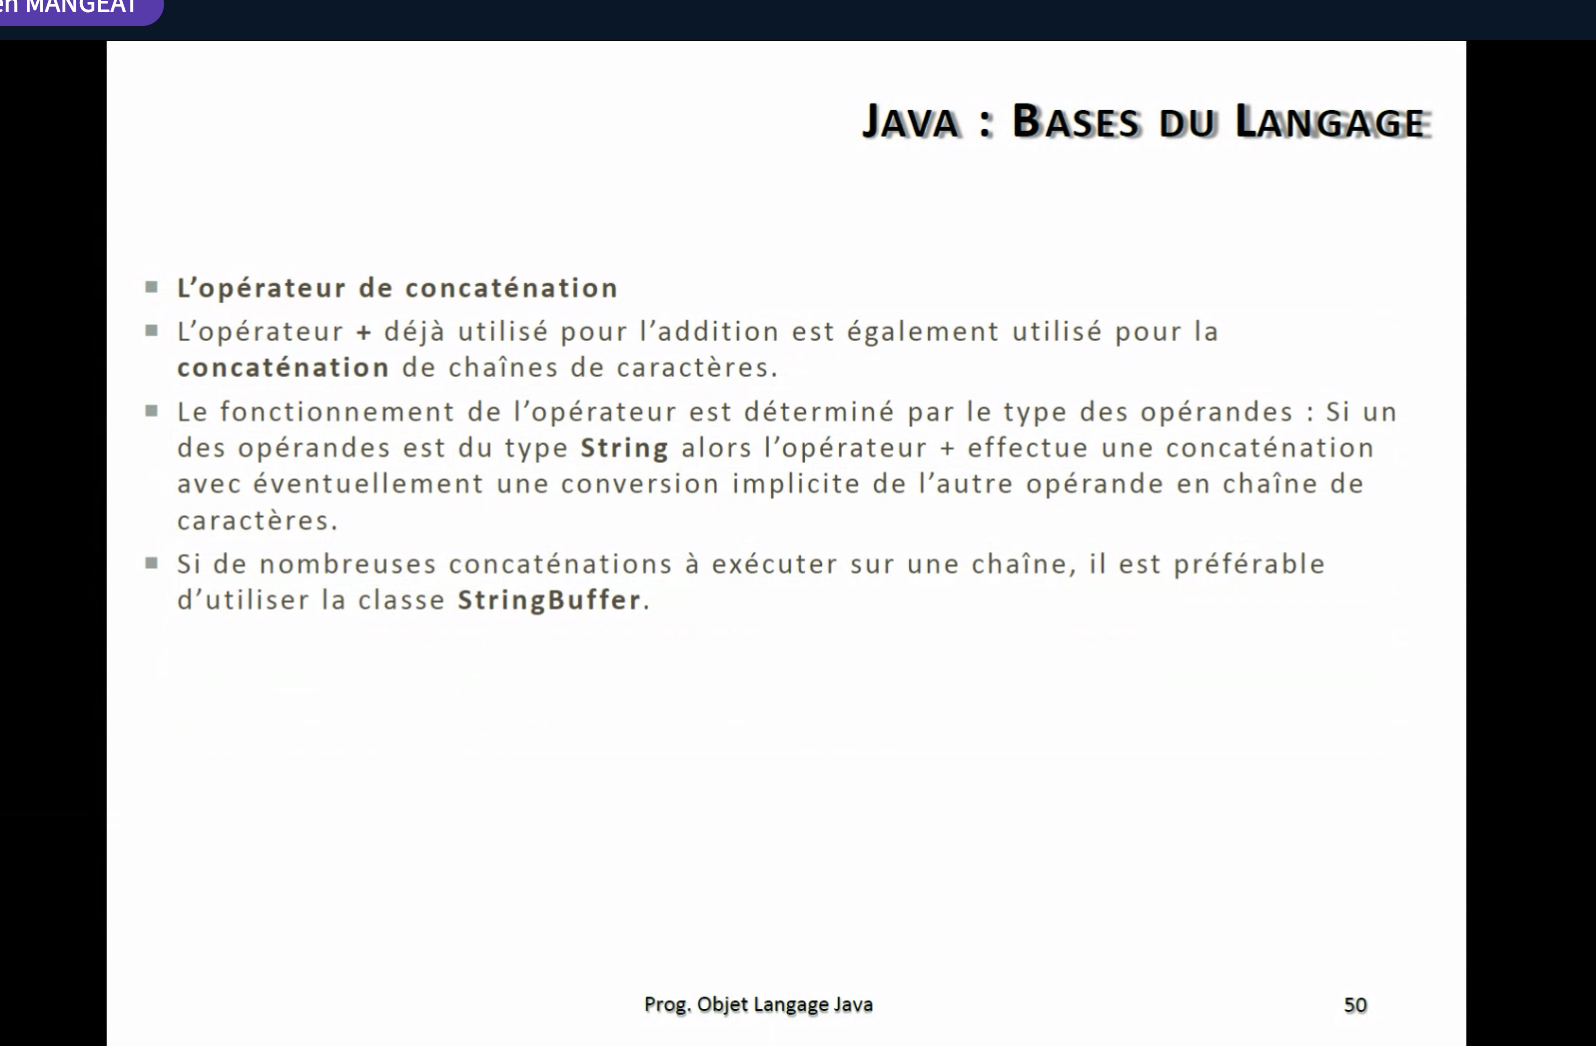 MANGEAT
JAVA : BASES DU LANGAGE
L’opérateur de concaténation
L’opérateur + déjà utilisé pour l’addition est également utilisé pour la
concaténation de chaînes de caractères.
Le fonctionnement de l’opérateur est déterminé par le type des opérandes : Si un
des opérandes est du type String alors l’opérateur + effectue une concaténation
avec éventuellement une conversion implicite de l’autre opérande en chaîne de
caractères.
Si de nombreuses concaténations à exécuter sur une chaîne, il est préférable
d’utiliser la classe StringBuffer.
Prog. Objet Langage Java
50